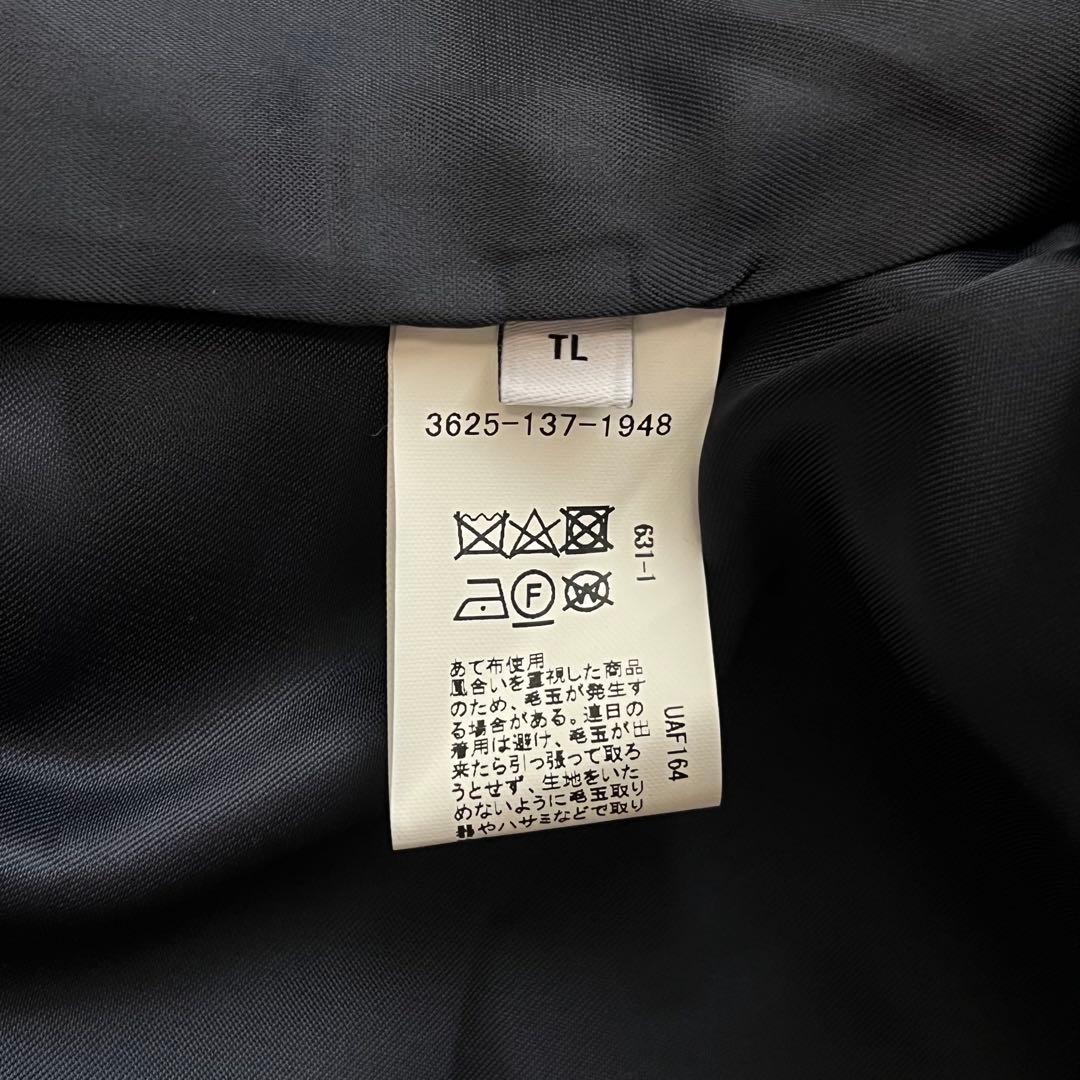 TL
3625-137-1948
631-1
F
W
あて布使用
風合いを重視した商品
のため、毛玉が発生す
る場合がある。連日の
着用は避け、毛玉が出
来たら引っ張って取ろ
うとせず、生地をいた
めないように毛玉取り
器やハサミなどで取り
UAF164